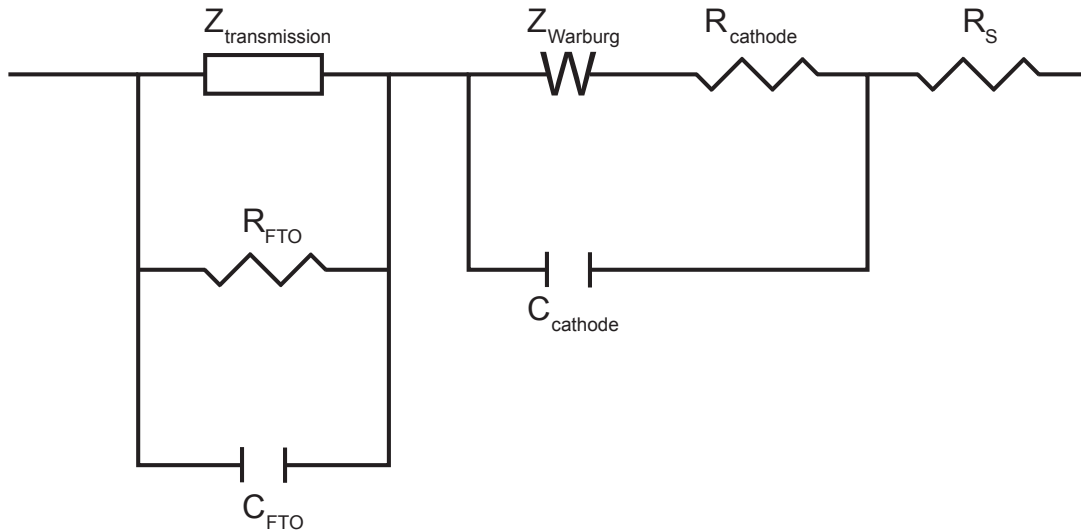 Z_transmission
Z_Warburg
R_cathode
R_S
R_FTO
C_cathode
C_FTO